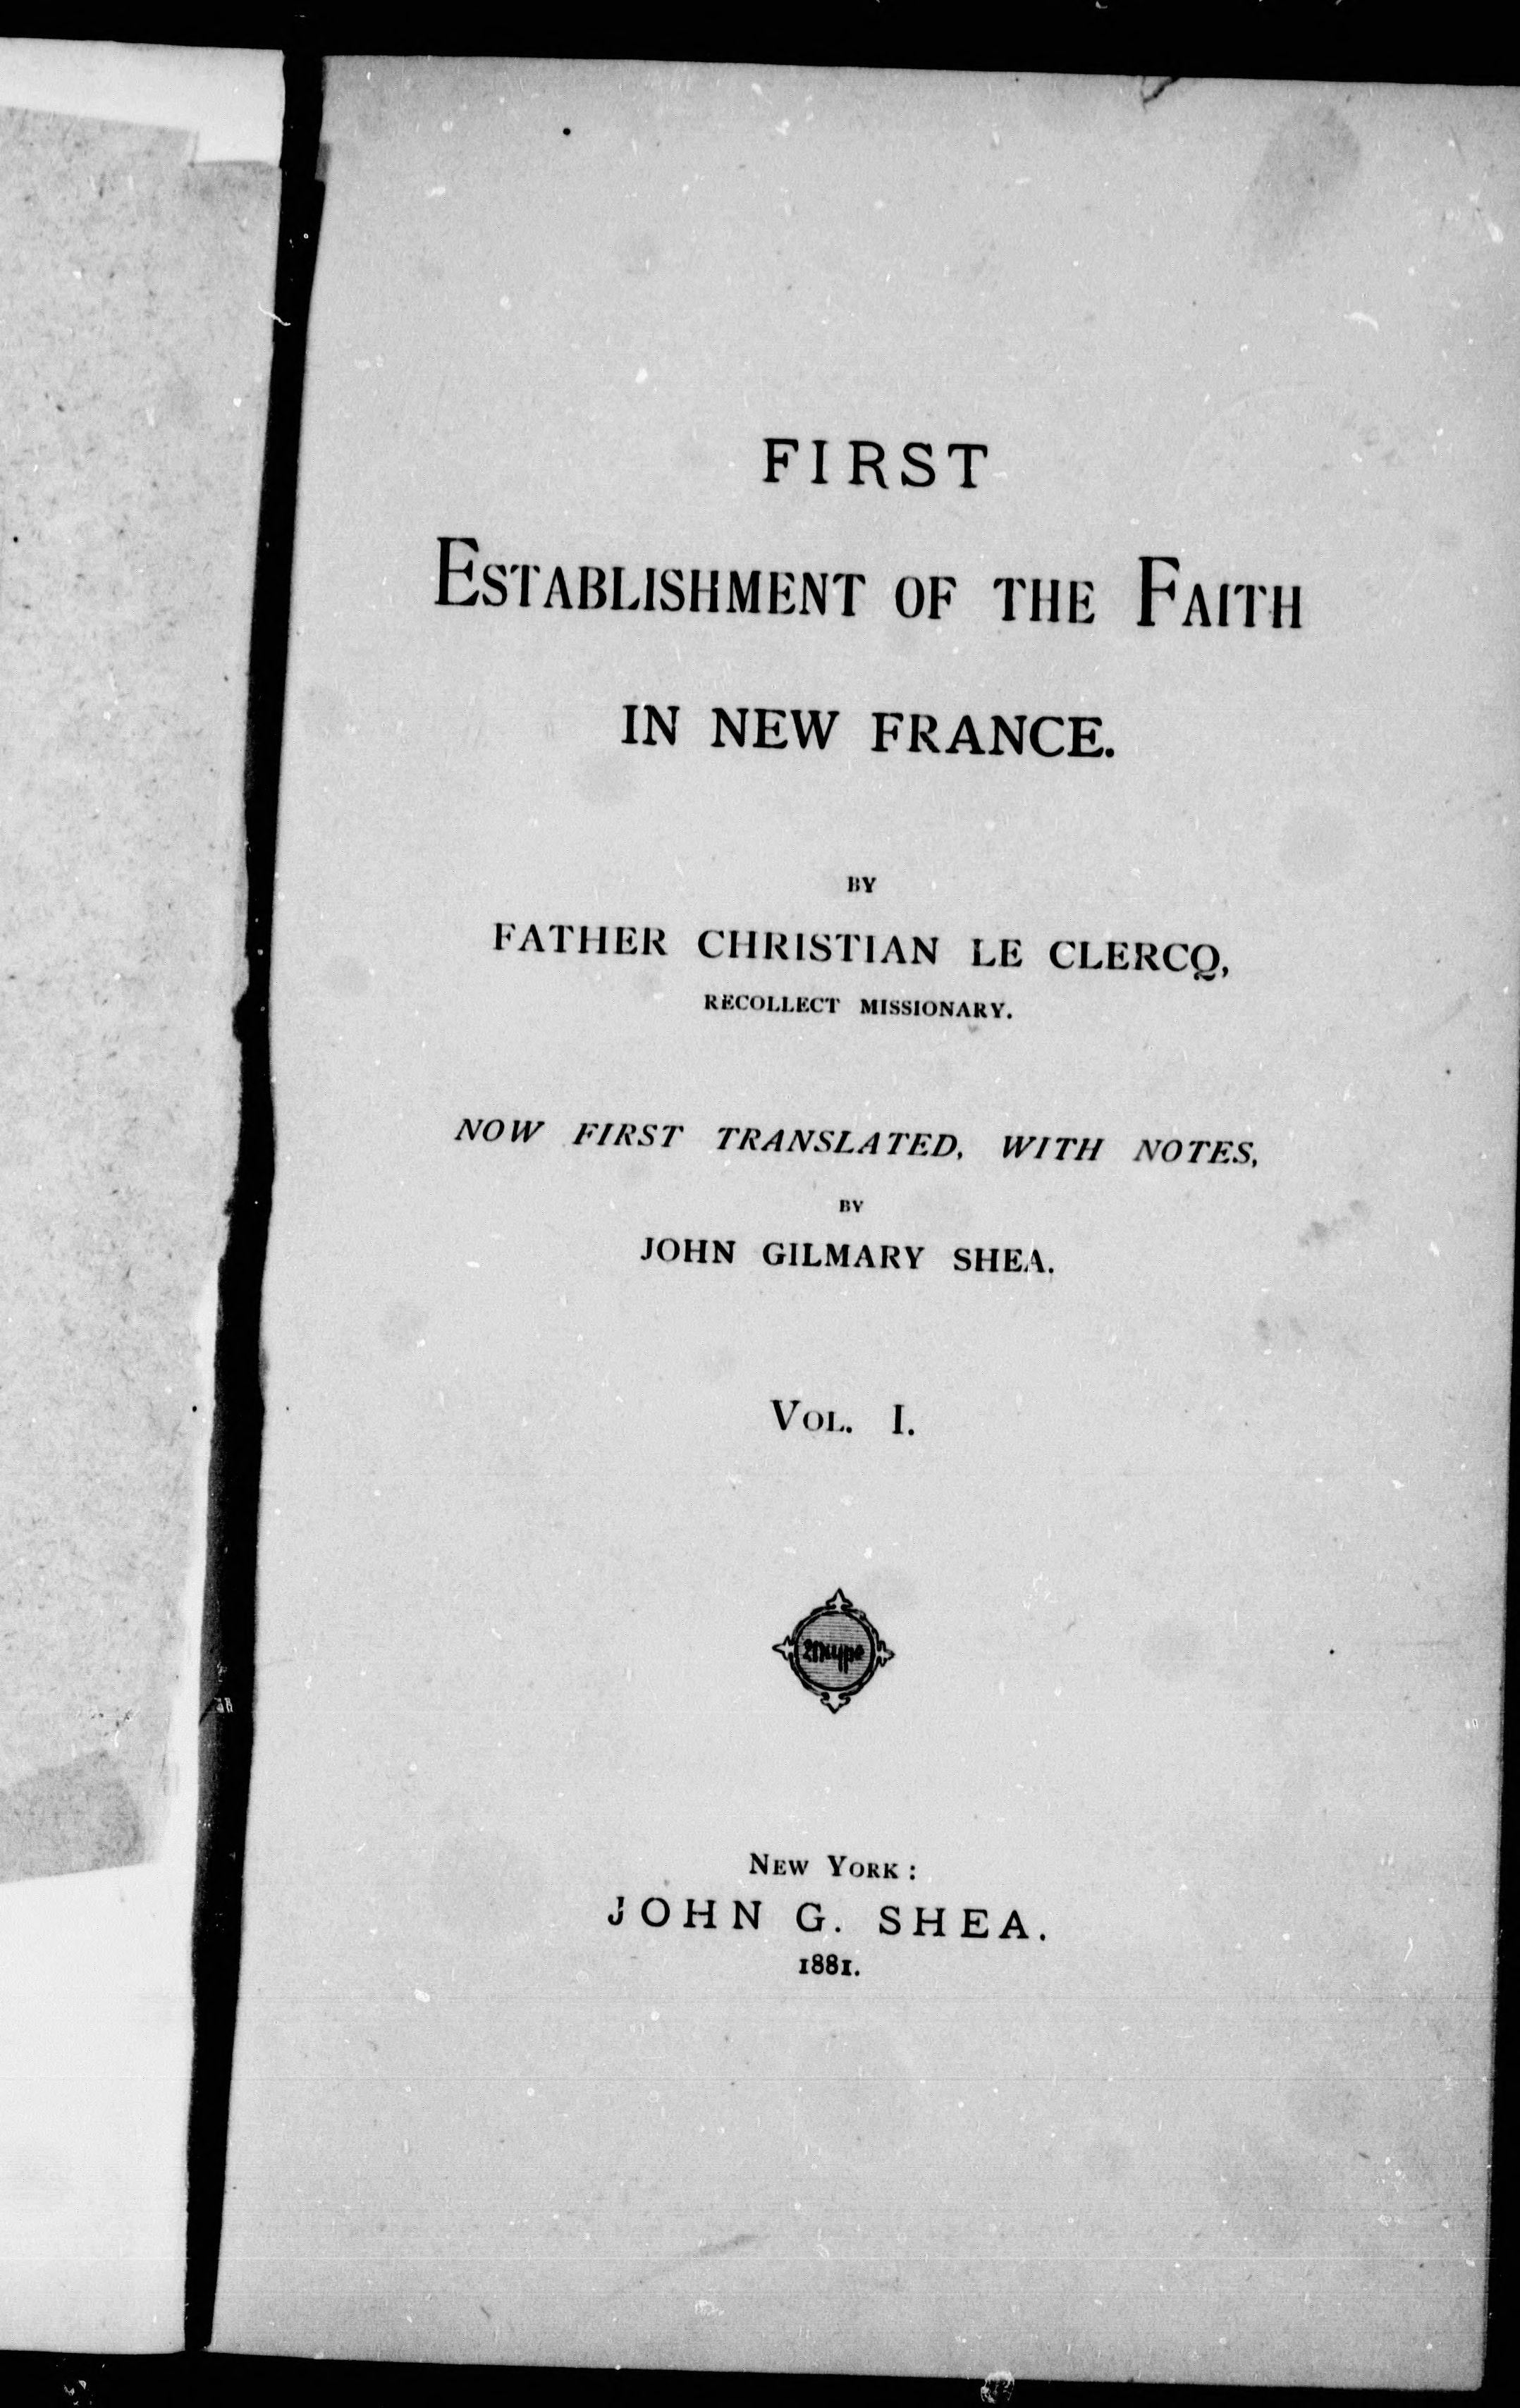 FIRST
ESTABLISHMENT OF THE FAITH
IN NEW FRANCE.
BY
FATHER CHRISTIAN LE CLERCQ,
RECOLLECT MISSIONARY.
NOW FIRST TRANSLATED, WITH NOTES,
BY
JOHN GILMARY SHEA.
VOL. I.
NEW YORK:
JOHN G. SHEA.
1881.